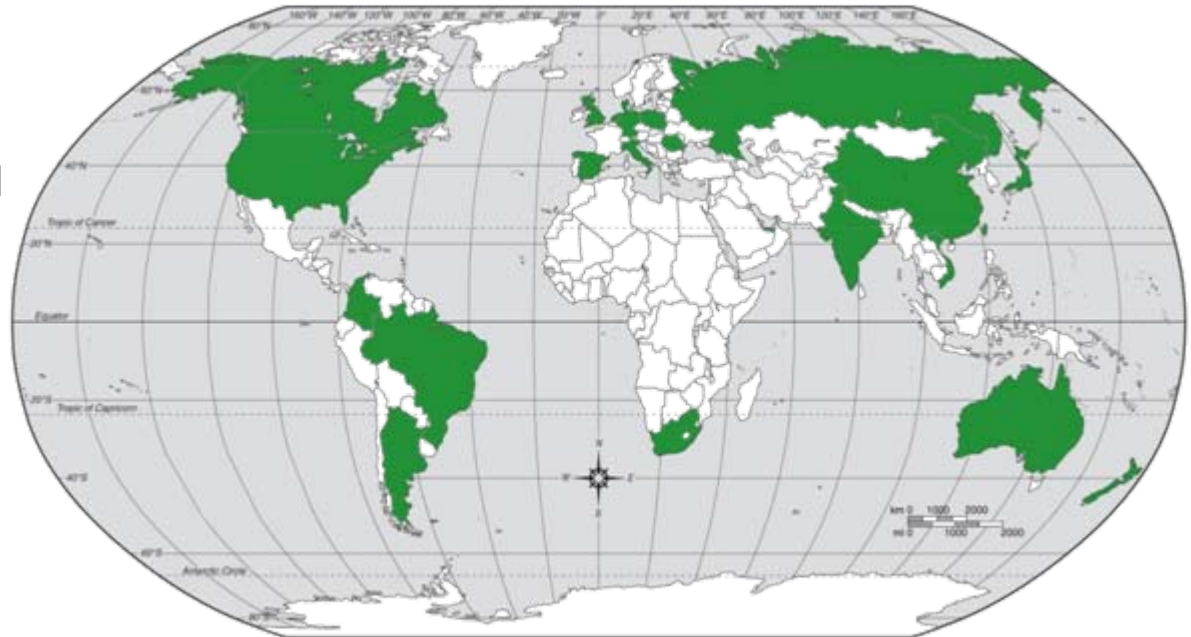 160°W 140°W 120°W 100°W 80°W 60°W 40°W 20°W 0° 20°E 40°E 60°E 80°E 100°E 120°E 140°E 160°E
80°N
60°N
40°N
Tropic of Cancer
20°N
Equator
20°S
Tropic of Capricorn
N
W E
S
40°S
km 0 1000 2000
mi 0 1000 2000
60°S
Antarctic Circle
80°S